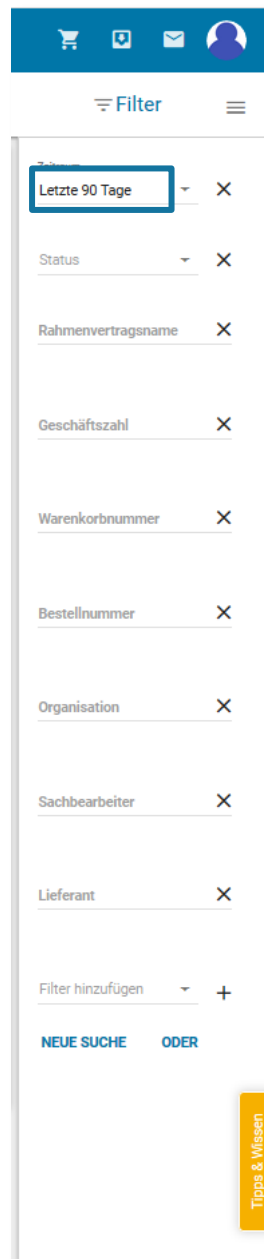 Filter
Zeitraum
Letzte 90 Tage
Status
Rahmenvertragsname
Geschäftszahl
Warenkorbnummer
Bestellnummer
Organisation
Sachbearbeiter
Lieferant
Filter hinzufügen
NEUE SUCHE ODER
Tipps & Wissen